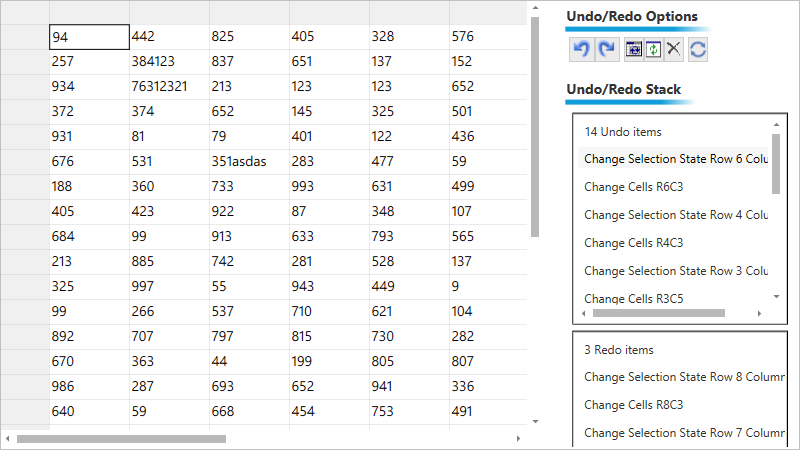 94 442 825 405 328 576
257 384123 837 651 137 152
934 76312321 213 123 123 652
372 374 652 145 325 501
931 81 79 401 122 436
676 531 351asdas 283 477 59
188 360 733 993 631 499
405 423 922 87 348 107
684 99 913 633 793 565
213 885 742 281 528 137
325 997 55 943 449 9
99 266 537 710 621 104
892 707 797 815 730 282
670 363 44 199 805 807
986 287 693 652 941 336
640 59 668 454 753 491
Undo/Redo Options
Undo/Redo Stack
14 Undo items
Change Selection State Row 6 Colu
Change Cells R6C3
Change Selection State Row 4 Colu
Change Cells R4C3
Change Selection State Row 3 Colu
Change Cells R3C5
3 Redo items
Change Selection State Row 8 Column
Change Cells R8C3
Change Selection State Row 7 Column